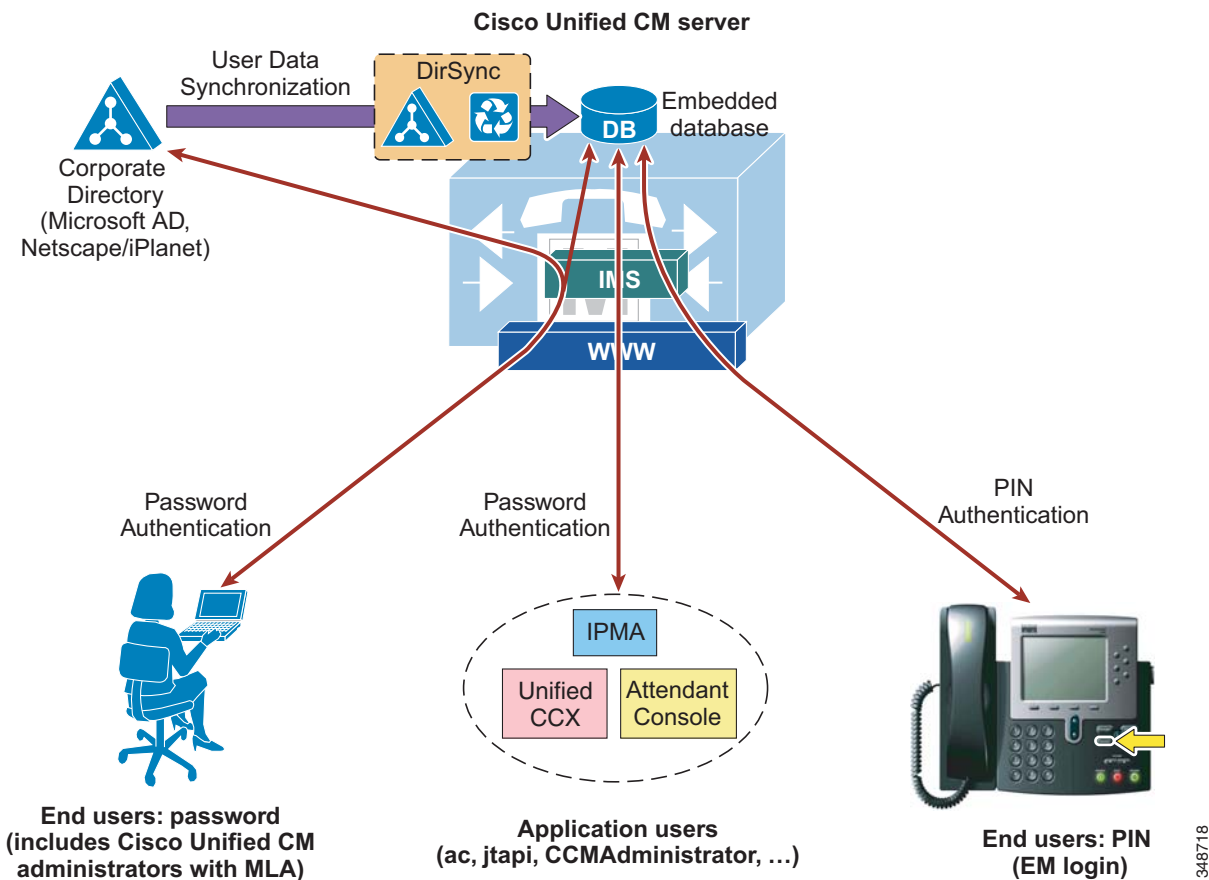 Cisco Unified CM server
User Data
Synchronization
DirSync
DB
Embedded
database
Corporate
Directory
(Microsoft AD,
Netscape/iPlanet)
IMS
WWW
Password
Authentication
Password
Authentication
PIN
Authentication
IPMA
Unified
CCX
Attendant
Console
End users: password
(includes Cisco Unified CM
administrators with MLA)
Application users
(ac, jtapi, CCMAdministrator, …)
End users: PIN
(EM login)
348718